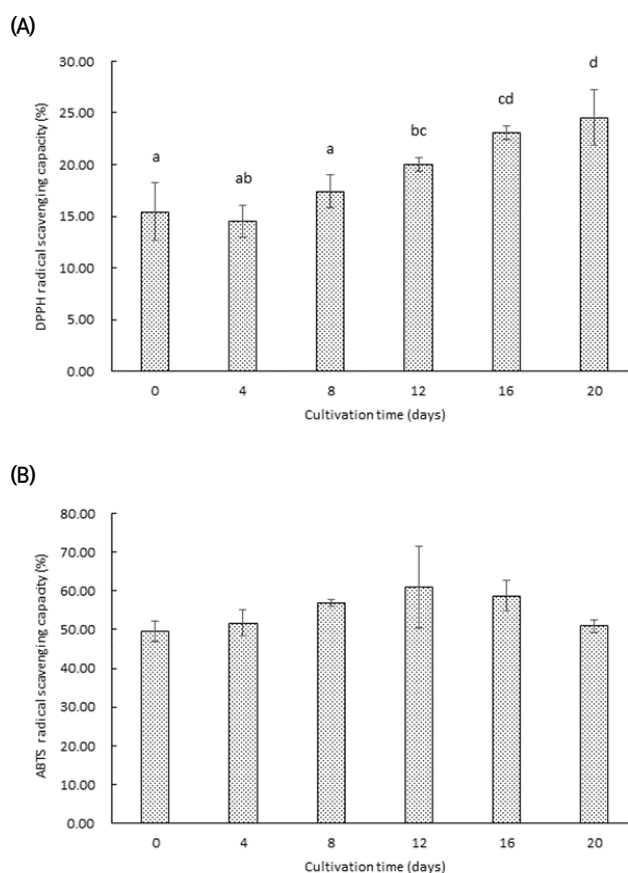 (A)
DPPH radical scavenging capacity (%)
30.00
25.00
20.00
15.00
10.00
5.00
0.00
a
ab
a
bc
cd
d
0 4 8 12 16 20
Cultivation time (days)
(B)
ABTS radical scavenging capacity (%)
80.00
70.00
60.00
50.00
40.00
30.00
20.00
10.00
0.00
0 4 8 12 16 20
Cultivation time (days)